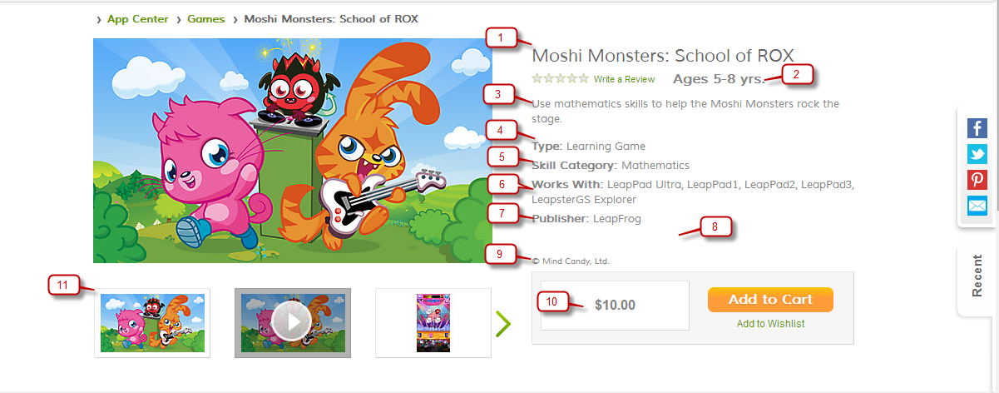 › App Center › Games › Moshi Monsters: School of ROX
1
Moshi Monsters: School of ROX
Write a Review Ages 5-8 yrs. 2
3
Use mathematics skills to help the Moshi Monsters rock the
stage.
4
Type: Learning Game
5
Skill Category: Mathematics
6
Works With: LeapPad Ultra, LeapPad1, LeapPad2, LeapPad3,
LeapsterGS Explorer
7
Publisher: LeapFrog
8
9
© Mind Candy, Ltd.
Recent
11
10
$10.00
Add to Cart
Add to Wishlist